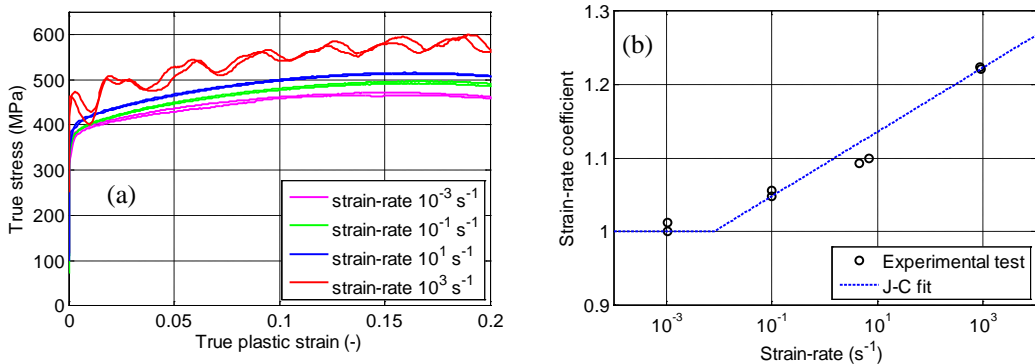 (a)
True stress (MPa)
600
500
400
300
200
100
0
0
0.05
0.1
0.15
0.2
True plastic strain (-)
strain-rate 10⁻³ s⁻¹
strain-rate 10⁻¹ s⁻¹
strain-rate 10¹ s⁻¹
strain-rate 10³ s⁻¹
(b)
Strain-rate coefficient
1.3
1.2
1.1
1
0.9
10⁻³
10⁻¹
10¹
10³
Strain-rate (s⁻¹)
Experimental test
J-C fit